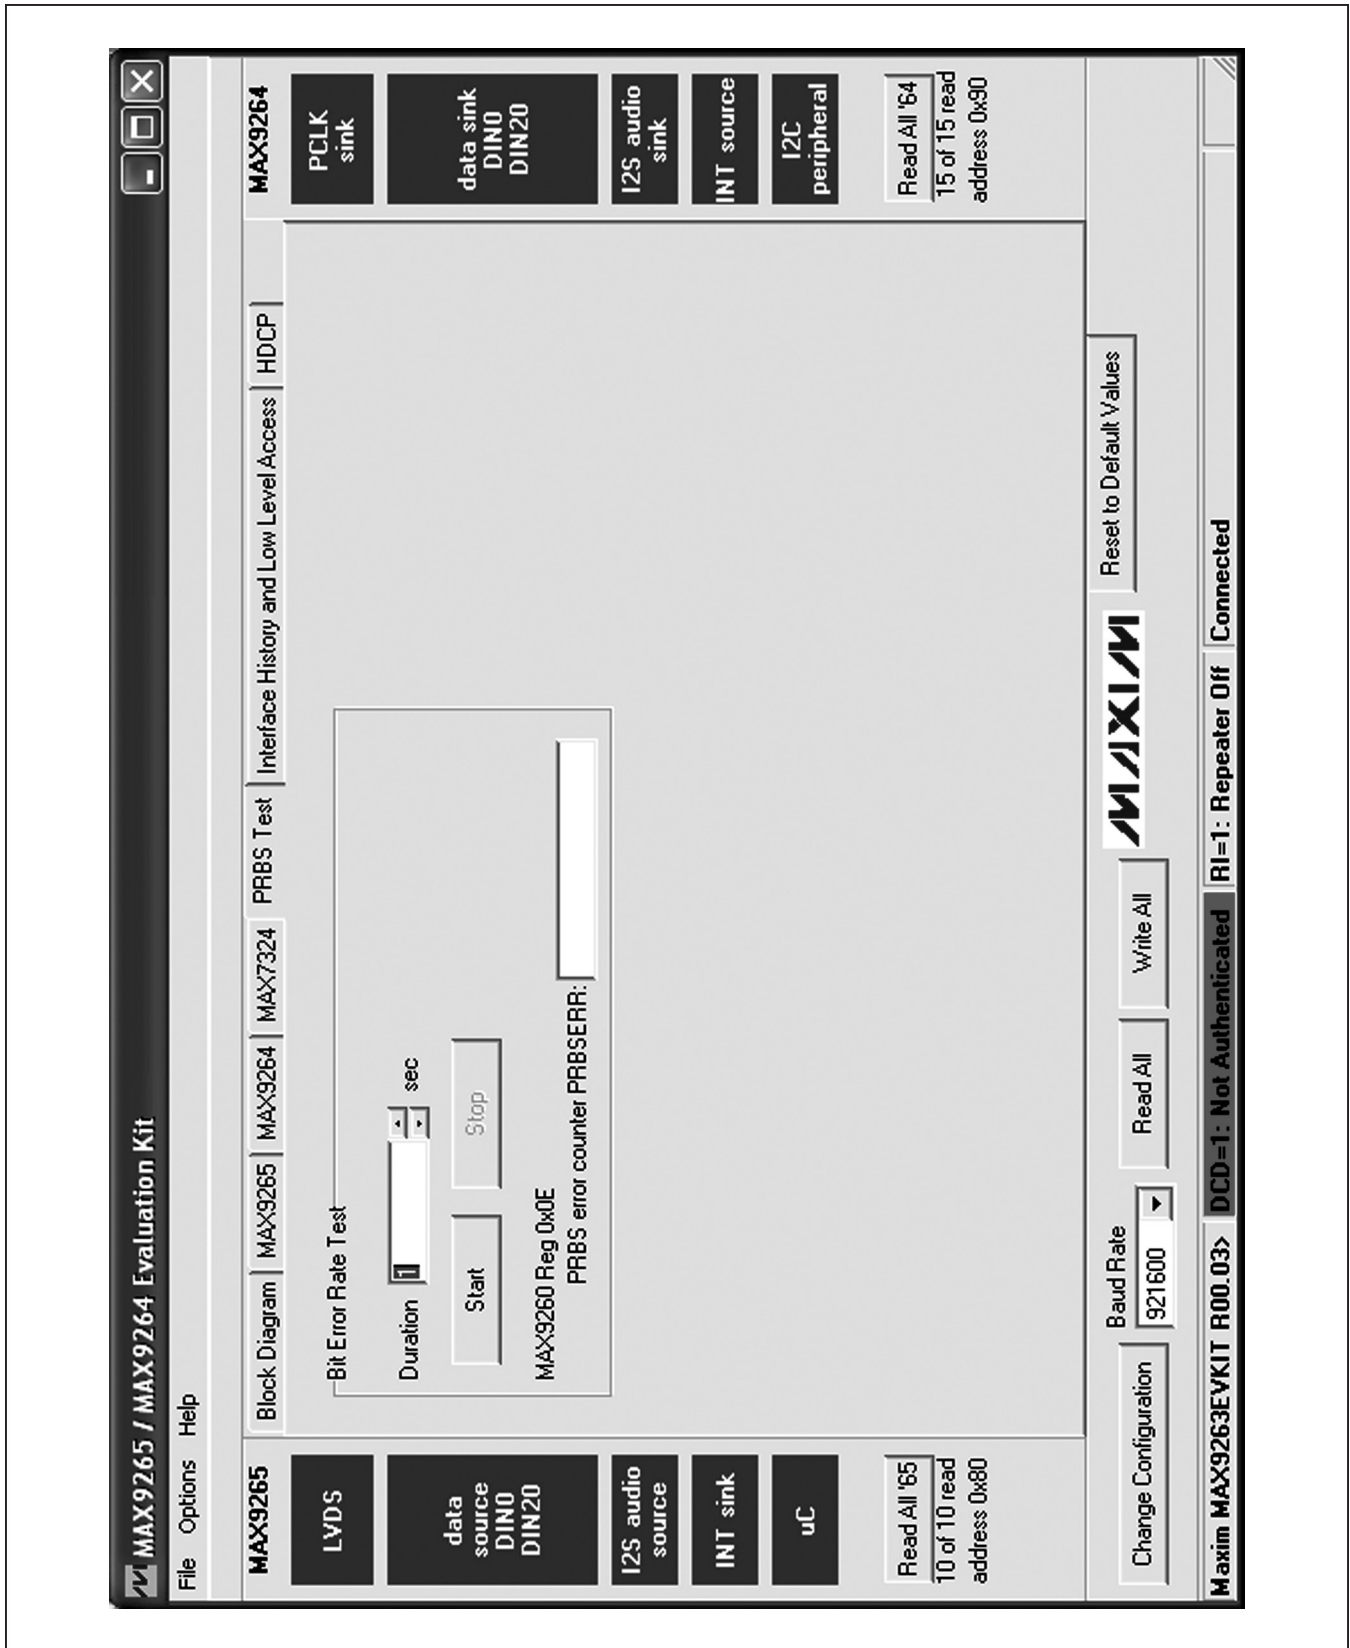 MAX9265 / MAX9264 Evaluation Kit
File Options Help
MAX9265
LVDS
data
source
DIN0
DIN20
I2S audio
source
INT sink
uC
Read All '65
10 of 10 read
address 0x80
Block Diagram
MAX9265
MAX9264
MAX7324
PRBS Test
Interface History and Low Level Access
HDCP
Bit Error Rate Test
Duration 1 sec
Start
Stop
MAX9260 Reg 0x0E
PRBS error counter PRBSERR:
MAX9264
PCLK
sink
data sink
DIN0
DIN20
I2S audio
sink
INT source
I2C
peripheral
Read All '64
15 of 15 read
address 0x90
Change Configuration
Baud Rate
921600
Read All
Write All
MAXIM
Reset to Default Values
Maxim MAX9263EVKIT R00.03>
DCD=1: Not Authenticated
RI=1: Repeater Off
Connected